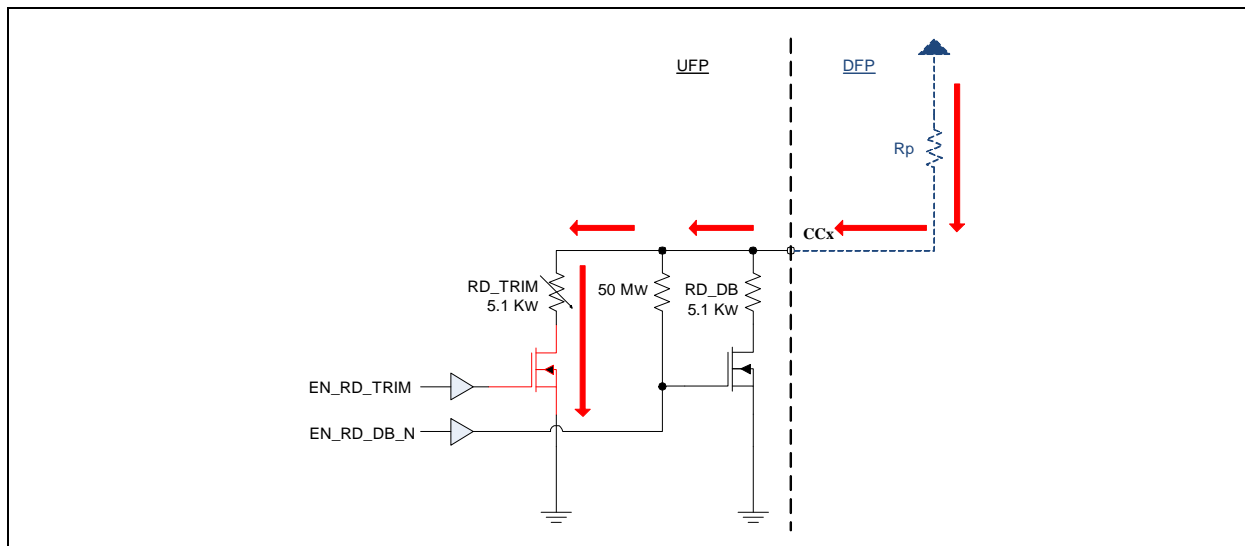 UFP
DFP
Rp
CCx
RD_TRIM
5.1 Kw
50 Mw
RD_DB
5.1 Kw
EN_RD_TRIM
EN_RD_DB_N